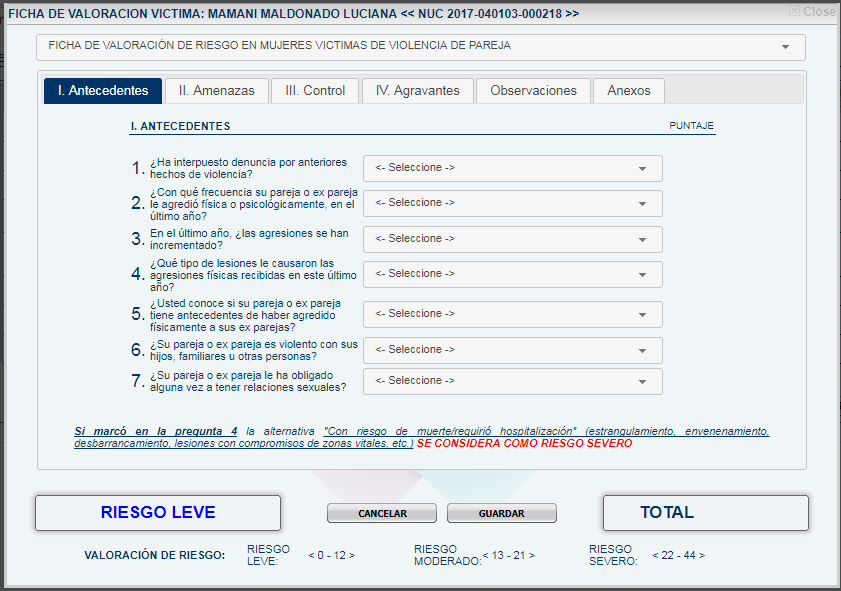 FICHA DE VALORACION VICTIMA: MAMANI MALDONADO LUCIANA << NUC 2017-040103-000218 >>
Close
FICHA DE VALORACIÓN DE RIESGO EN MUJERES VICTIMAS DE VIOLENCIA DE PAREJA
I. Antecedentes
II. Amenazas
III. Control
IV. Agravantes
Observaciones
Anexos
I. ANTECEDENTES
PUNTAJE
1. ¿Ha interpuesto denuncia por anteriores
hechos de violencia?
<- Seleccione ->
2. ¿Con qué frecuencia su pareja o ex pareja
le agredió física o psicológicamente, en el
último año?
<- Seleccione ->
3. En el último año, ¿las agresiones se han
incrementado?
<- Seleccione ->
4. ¿Qué tipo de lesiones le causaron las
agresiones físicas recibidas en este último
año?
<- Seleccione ->
5. ¿Usted conoce si su pareja o ex pareja
tiene antecedentes de haber agredido
físicamente a sus ex parejas?
<- Seleccione ->
6. ¿Su pareja o ex pareja es violento con sus
hijos, familiares u otras personas?
<- Seleccione ->
7. ¿Su pareja o ex pareja le ha obligado
alguna vez a tener relaciones sexuales?
<- Seleccione ->
Si marcó en la pregunta 4 la alternativa "Con riesgo de muerte/requirió hospitalización" (estrangulamiento, envenenamiento,
desbarrancamiento, lesiones con compromisos de zonas vitales, etc.) SE CONSIDERA COMO RIESGO SEVERO
RIESGO LEVE
CANCELAR
GUARDAR
TOTAL
VALORACIÓN DE RIESGO:
RIESGO
LEVE:
< 0 - 12 >
RIESGO
MODERADO:
< 13 - 21 >
RIESGO
SEVERO:
< 22 - 44 >